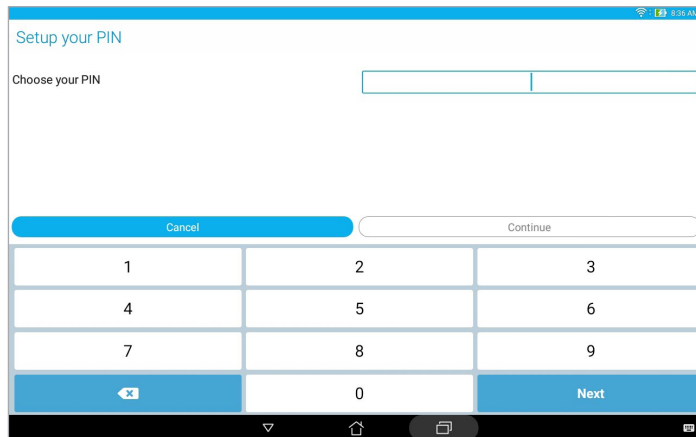 8:36 AM
Setup your PIN
Choose your PIN
Cancel Continue
1 2 3
4 5 6
7 8 9
0 Next